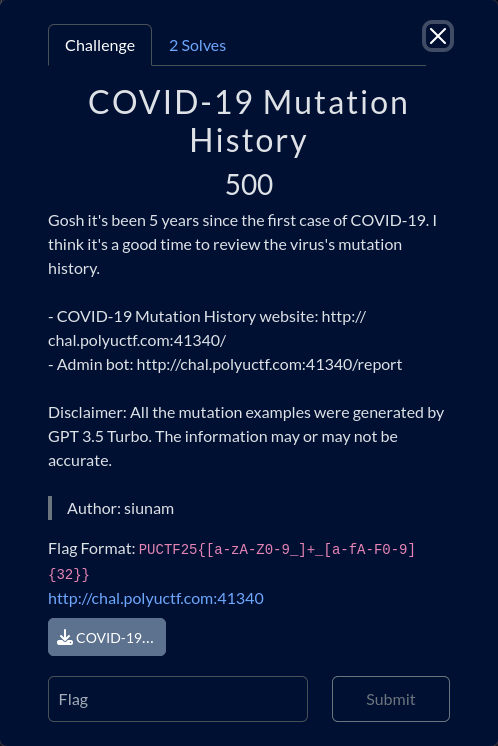 Challenge
2 Solves
COVID-19 Mutation
History
500
Gosh it's been 5 years since the first case of COVID-19. I
think it's a good time to review the virus's mutation
history.
- COVID-19 Mutation History website: http://
chal.polyuctf.com:41340/
- Admin bot: http://chal.polyuctf.com:41340/report
Disclaimer: All the mutation examples were generated by
GPT 3.5 Turbo. The information may or may not be
accurate.
Author: siunam
Flag Format: PUCTF25{[a-zA-Z0-9_]+_[a-fA-F0-9]
{32}}
http://chal.polyuctf.com:41340
COVID-19...
Flag
Submit